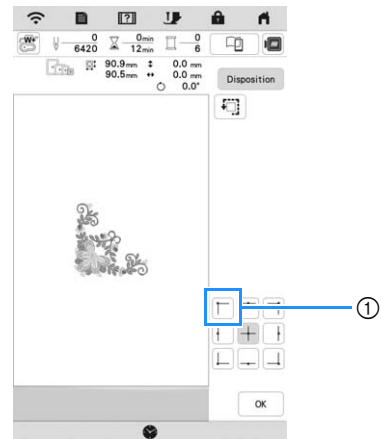 W+ 0 0min 0
6420 12min 6
90.9mm 0.0 mm
90.5mm 0.0 mm
0.0°
Disposition
①
OK